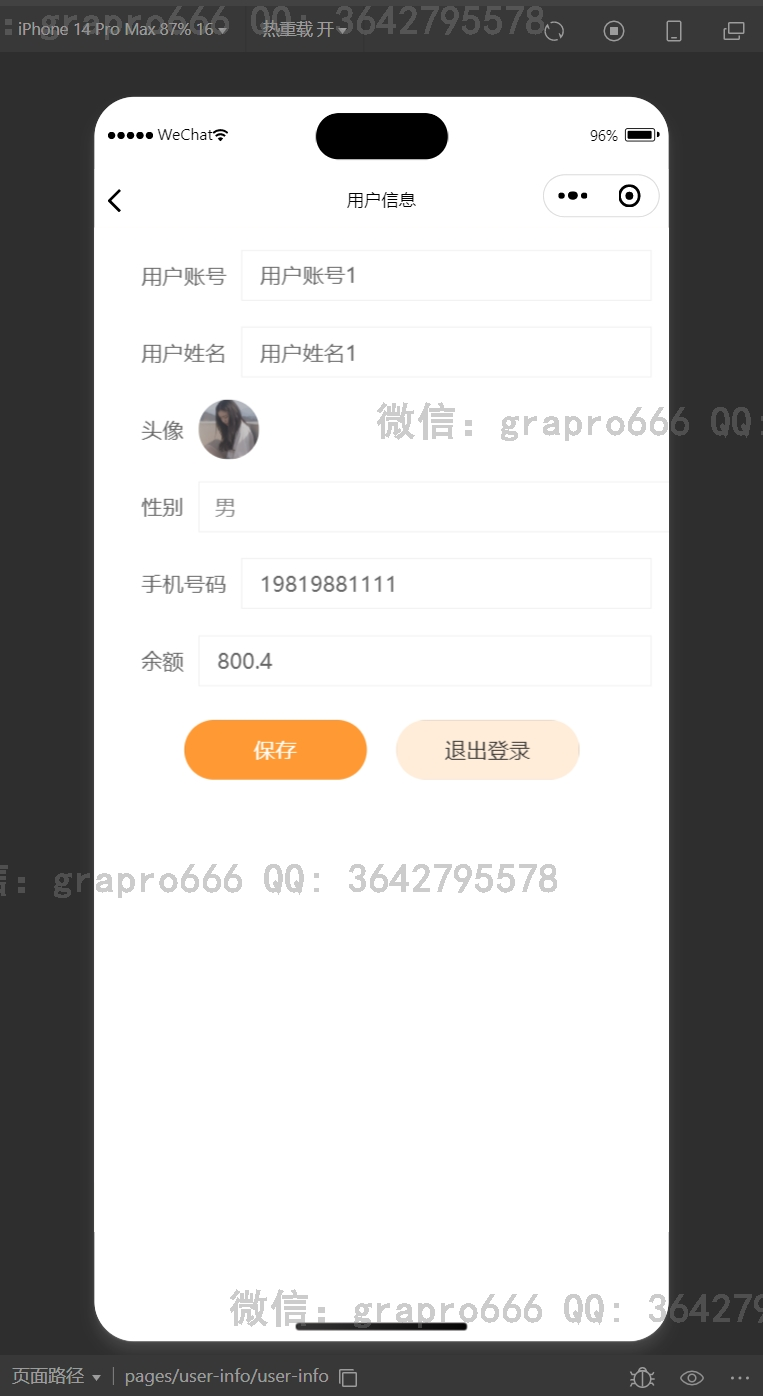 iPhone 14 Pro Max 87% 16
热重载 开
: grapro666 QQ: 3642795578
WeChat
96%
用户信息
用户账号 用户账号1
用户姓名 用户姓名1
头像
微信: grapro666 QQ:
性别 男
手机号码 19819881111
余额 800.4
保存 退出登录
信: grapro666 QQ: 3642795578
微信: grapro666 QQ: 364279
页面路径 pages/user-info/user-info